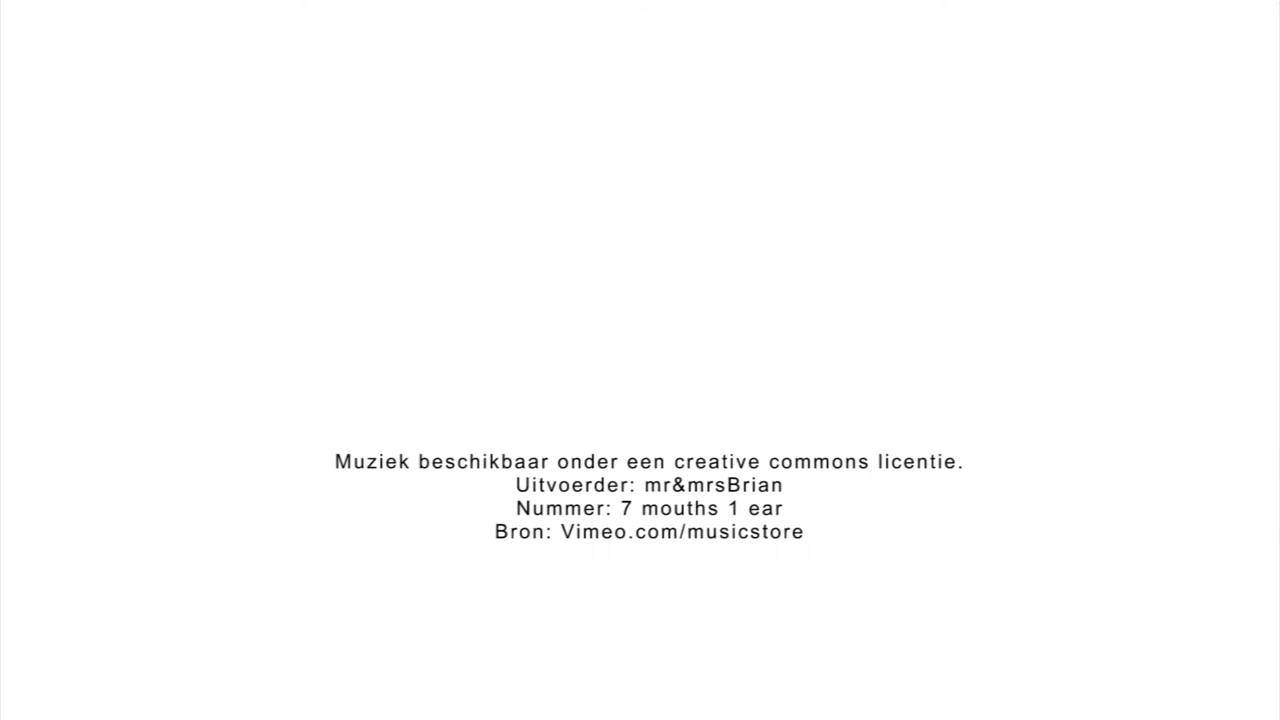 Muziek beschikbaar onder een creative commons licentie.
Uitvoerder: mr&mrsBrian
Nummer: 7 mouths 1 ear
Bron: Vimeo.com/musicstore